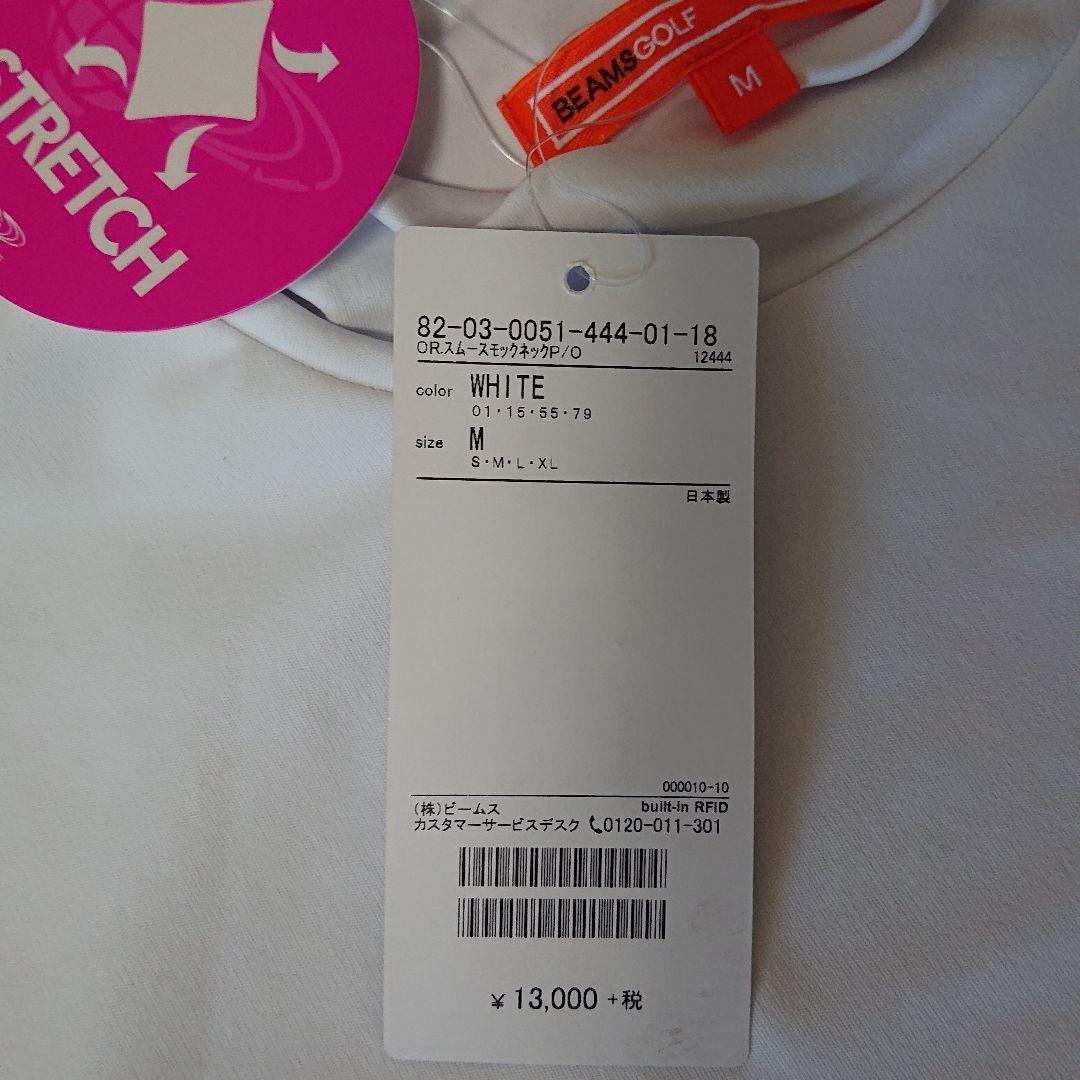 STRETCH
BEAMSGOLF
M
82-03-0051-444-01-18
OR.スムースモックネックP/O 12444
color WHITE
01・15・55・79
size M
S・M・L・XL
日本製
000010-10
(株)ビームス built-in RFID
カスタマーサービスデスク 0120-011-301
¥ 13,000 +税